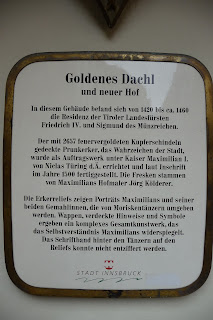 Goldenes Dachl
und neuer Hof
In diesem Gebäude befand sich von 1420 bis ca. 1460
die Residenz der Tiroler Landesfürsten
Friedrich IV. und Sigmund des Münzreichen.
Der mit 2657 feuervergoldeten Kupferschindeln
gedeckte Prunkerker, das Wahrzeichen der Stadt,
wurde als Auftragswerk unter Kaiser Maximilian I.
von Niclas Türing d.Ä. errichtet und laut Inschrift
im Jahre 1500 fertiggestellt. Die Fresken stammen
von Maximilians Hofmaler Jörg Kölderer.
Die Erkerreliefs zeigen Porträts Maximilians und seiner
beiden Gemahlinnen, die von Moriskentänzern umgeben
werden. Wappen, verdeckte Hinweise und Symbole
ergeben ein komplexes Gesamtkunstwerk, das
das Selbstverständnis Maximilians widerspiegelt.
Das Schriftband hinter den Tänzern auf den
Reliefs konnte nicht entziffert werden.
STADT INNSBRUCK